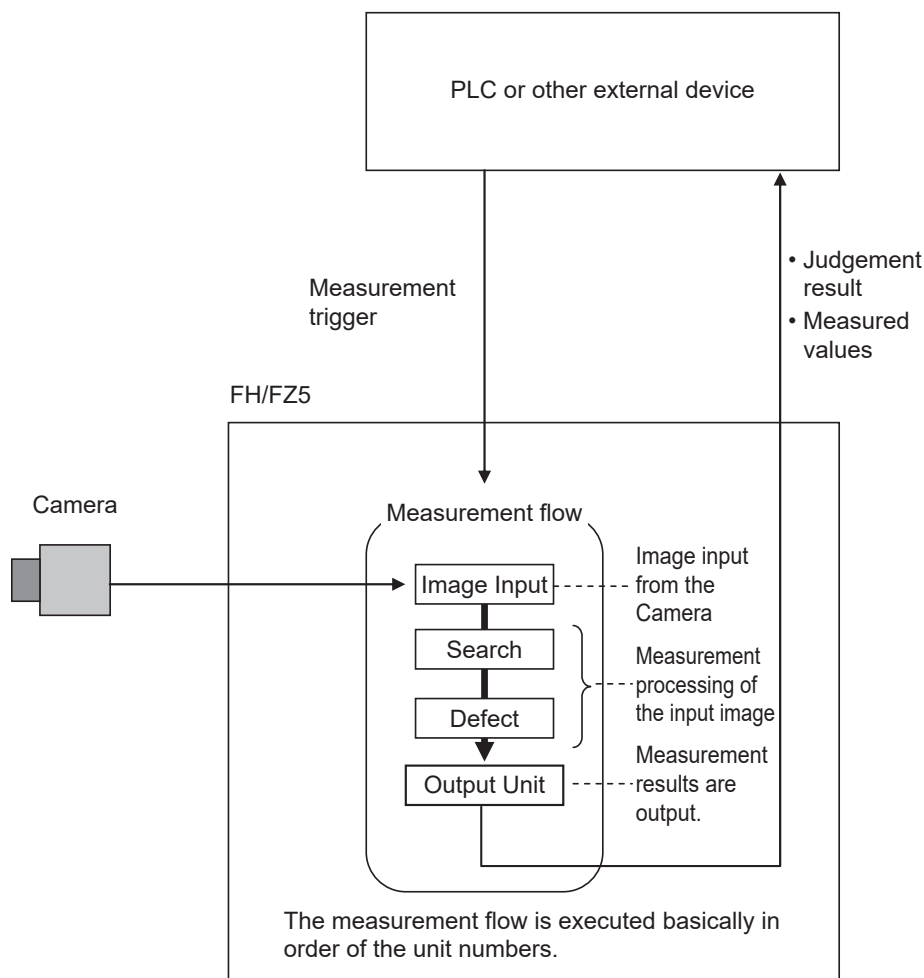 PLC or other external device
Measurement
trigger
• Judgement
result
• Measured
values
FH/FZ5
Camera
Measurement flow
Image Input
Image input
from the
Camera
Search
Measurement
processing of
the input image
Defect
Output Unit
Measurement
results are
output.
The measurement flow is executed basically in
order of the unit numbers.